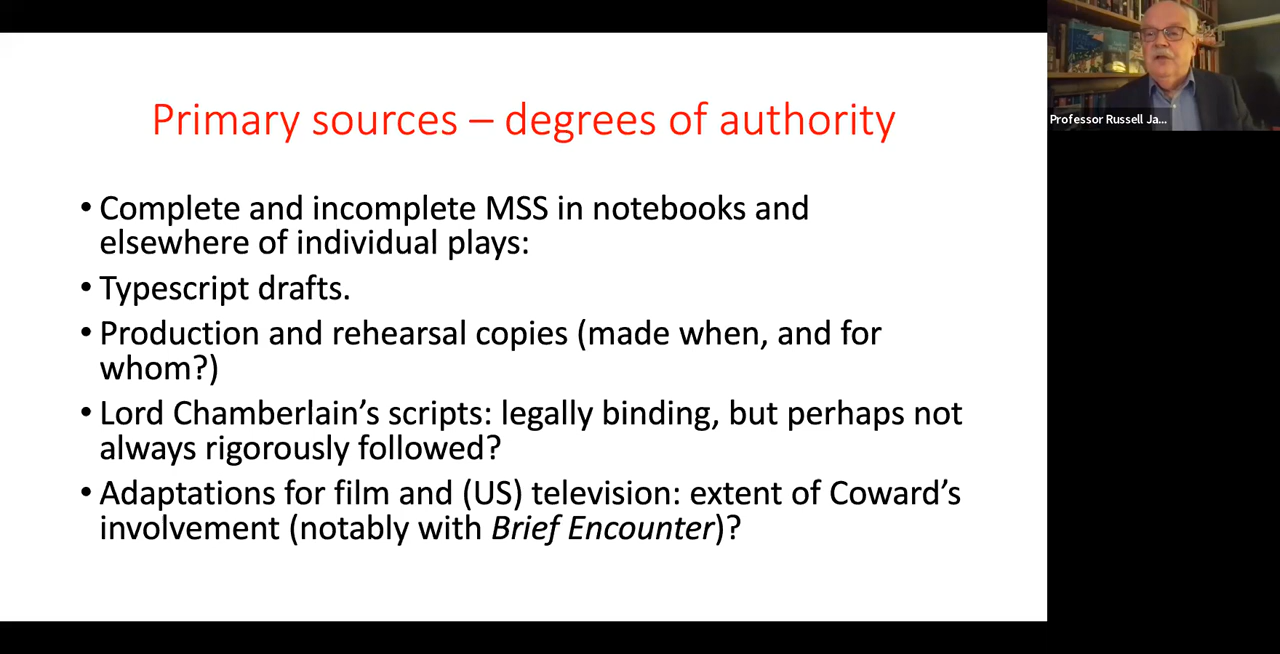 Primary sources – degrees of authority
• Complete and incomplete MSS in notebooks and
elsewhere of individual plays:
• Typescript drafts.
• Production and rehearsal copies (made when, and for
whom?)
• Lord Chamberlain’s scripts: legally binding, but perhaps not
always rigorously followed?
• Adaptations for film and (US) television: extent of Coward’s
involvement (notably with Brief Encounter)?
Professor Russell Ja...